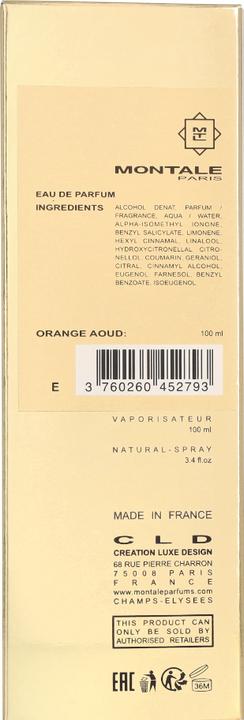 MTL
MONTALE
PARIS
EAU DE PARFUM
INGREDIENTS
ALCOHOL DENAT, PARFUM /
FRAGRANCE, AQUA / WATER,
ALPHA-ISOMETHYL IONONE,
BENZYL SALICYLATE, LIMONENE,
HEXYL CINNAMAL, LINALOOL,
HYDROXYCITRONELLAL CITRO-
NELLOL, COUMARIN, GERANIOL,
CITRAL, CINNAMYL ALCOHOL,
EUGENOL, FARNESOL, BENZYL
BENZOATE, ISOEUGENOL
ORANGE AOUD: 100 ml
E 3 760260 452793
VAPORISATEUR
100 ml
NATURAL-SPRAY
3.4 fl.oz
MADE IN FRANCE
CLD
CREATION LUXE DESIGN
68 RUE PIERRE CHARRON
75008 PARIS
FRANCE
www.montaleparfums.com
CHAMPS-ELYSEES
THIS PRODUCT CAN
ONLY BE SOLD BY
AUTHORISED RETAILERS
EAC
36M